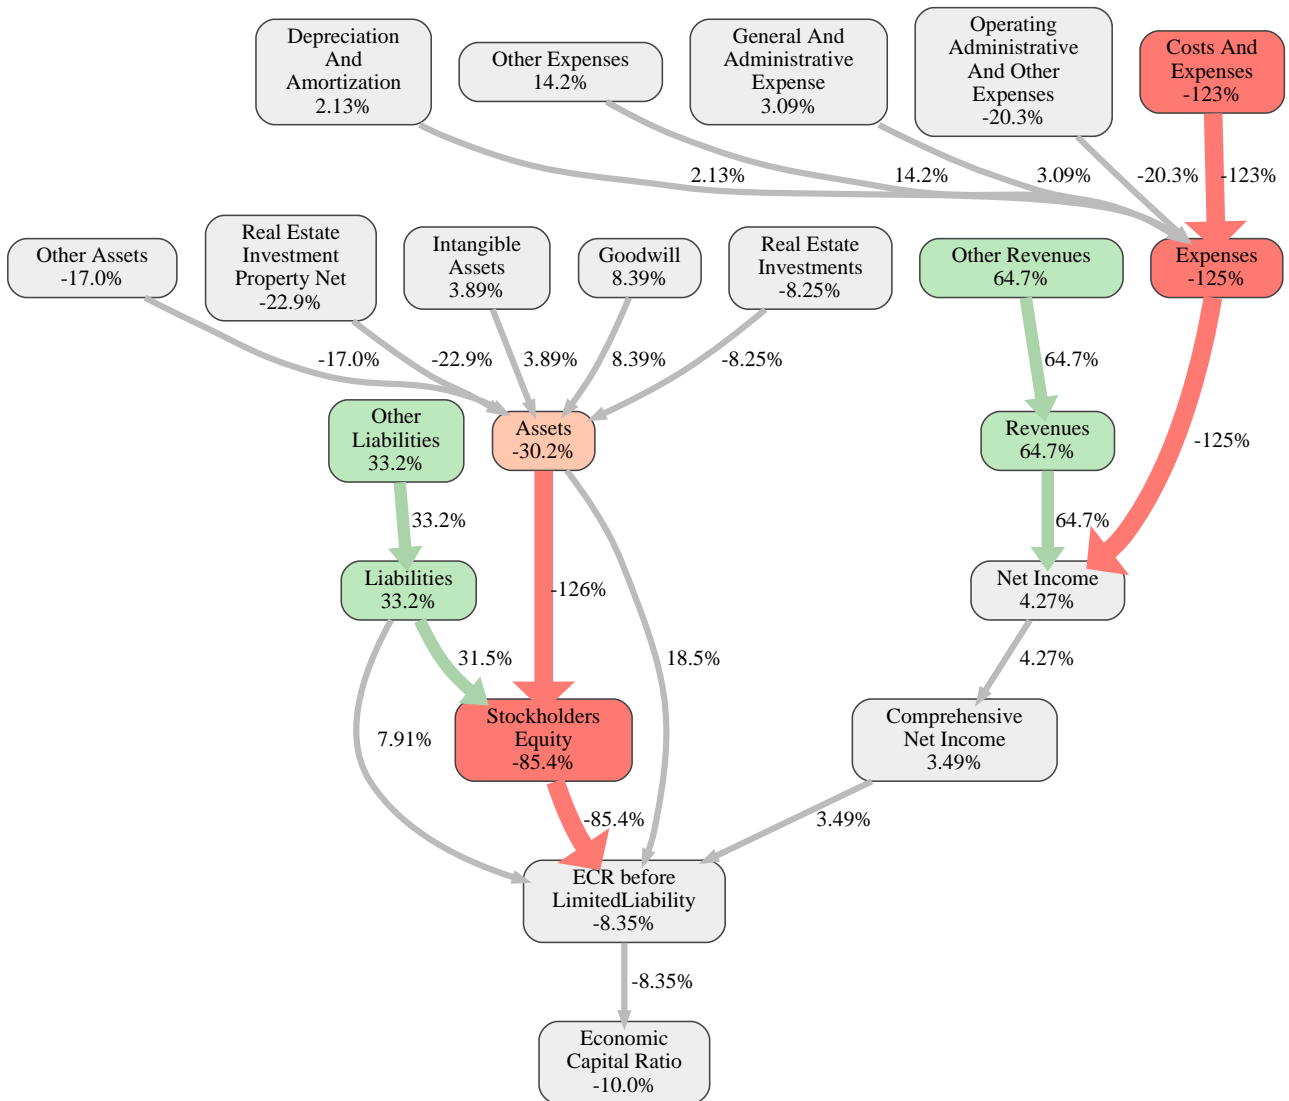 Depreciation
And
Amortization
2.13%
Other Expenses
14.2%
General And
Administrative
Expense
3.09%
Operating
Administrative
And Other
Expenses
-20.3%
Costs And
Expenses
-123%
2.13%
14.2%
3.09%
-20.3%
-123%
Other Assets
-17.0%
Real Estate
Investment
Property Net
-22.9%
Intangible
Assets
3.89%
Goodwill
8.39%
Real Estate
Investments
-8.25%
Other Revenues
64.7%
Expenses
-125%
-17.0%
-22.9%
3.89%
8.39%
-8.25%
64.7%
-125%
Other
Liabilities
33.2%
Assets
-30.2%
Revenues
64.7%
33.2%
-126%
18.5%
64.7%
Liabilities
33.2%
Net Income
4.27%
31.5%
7.91%
4.27%
Stockholders
Equity
-85.4%
Comprehensive
Net Income
3.49%
-85.4%
3.49%
ECR before
LimitedLiability
-8.35%
-8.35%
Economic
Capital Ratio
-10.0%